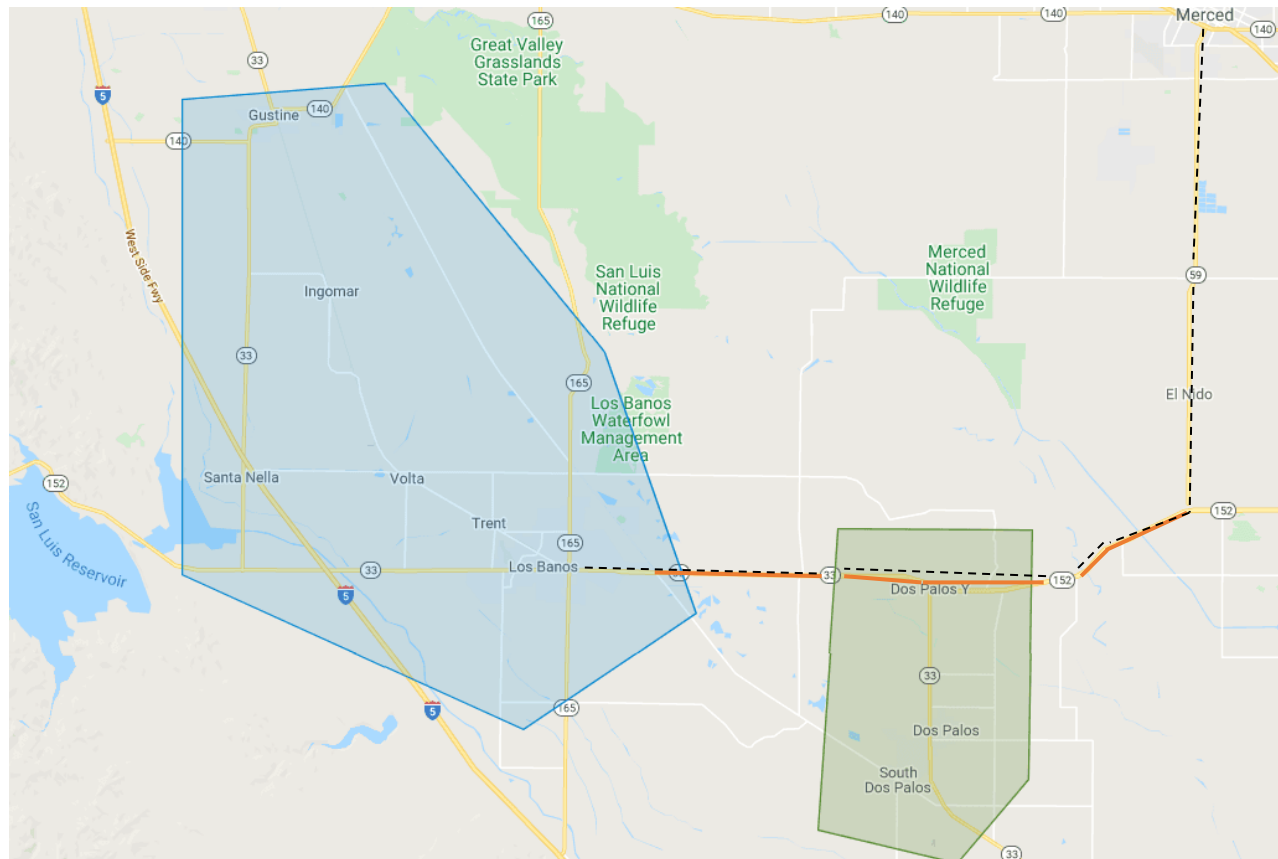 165
140
140
Merced
140
33
Great Valley
Grasslands
State Park
5
Gustine
140
140
West Side Fwy
San Luis
National
Wildlife
Refuge
Merced
National
Wildlife
Refuge
59
Ingomar
33
165
El Nido
Los Banos
Waterfowl
Management
Area
152
Santa Nella
Volta
San Luis Reservoir
Trent
152
165
Los Banos
33
33
152
5
Dos Palos Y
33
165
5
Dos Palos
South
Dos Palos
33